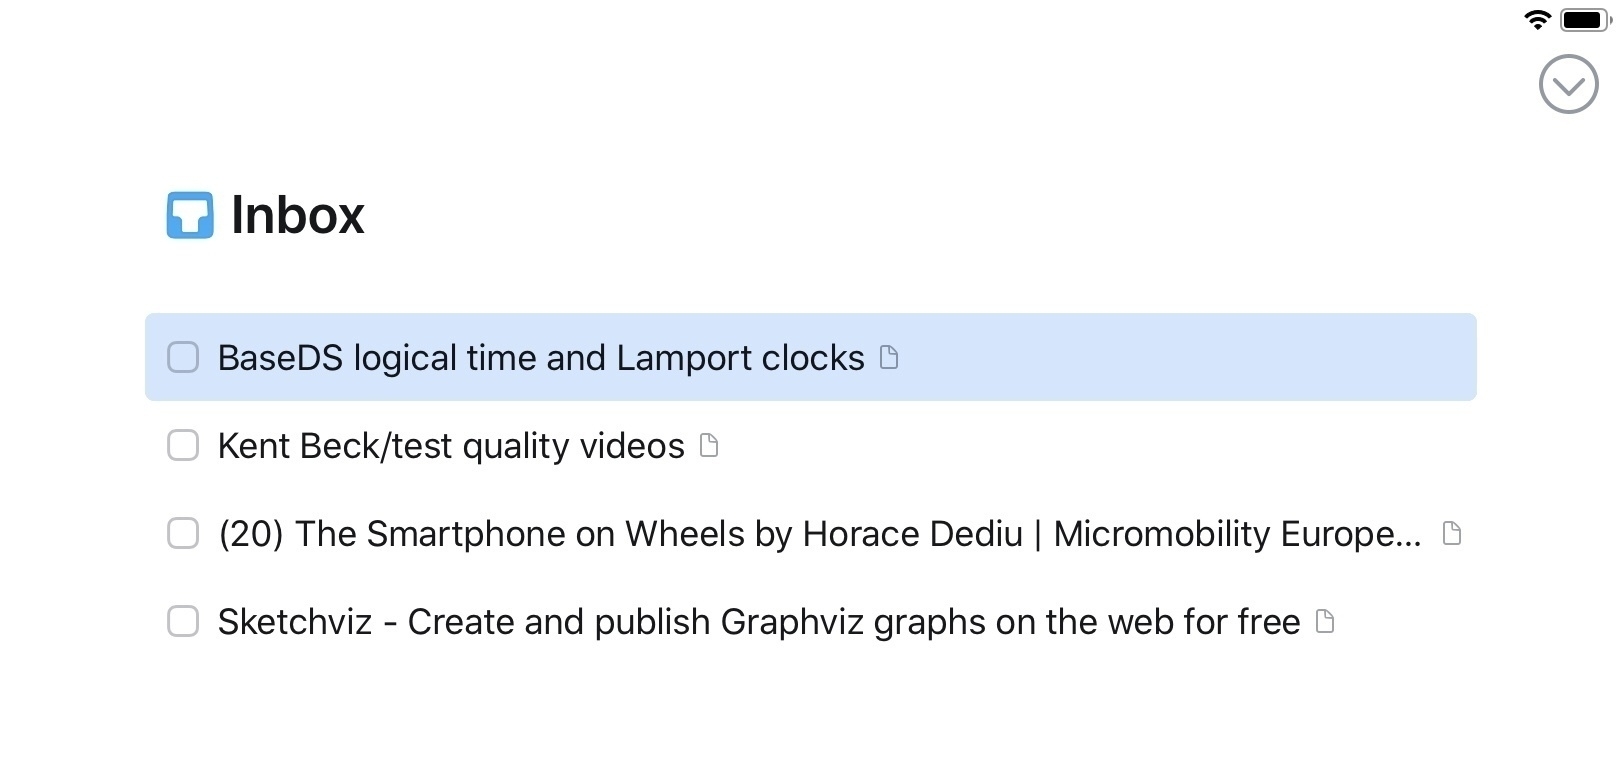 Inbox
BaseDS logical time and Lamport clocks
Kent Beck/test quality videos
(20) The Smartphone on Wheels by Horace Dediu | Micromobility Europe...
Sketchviz - Create and publish Graphviz graphs on the web for free